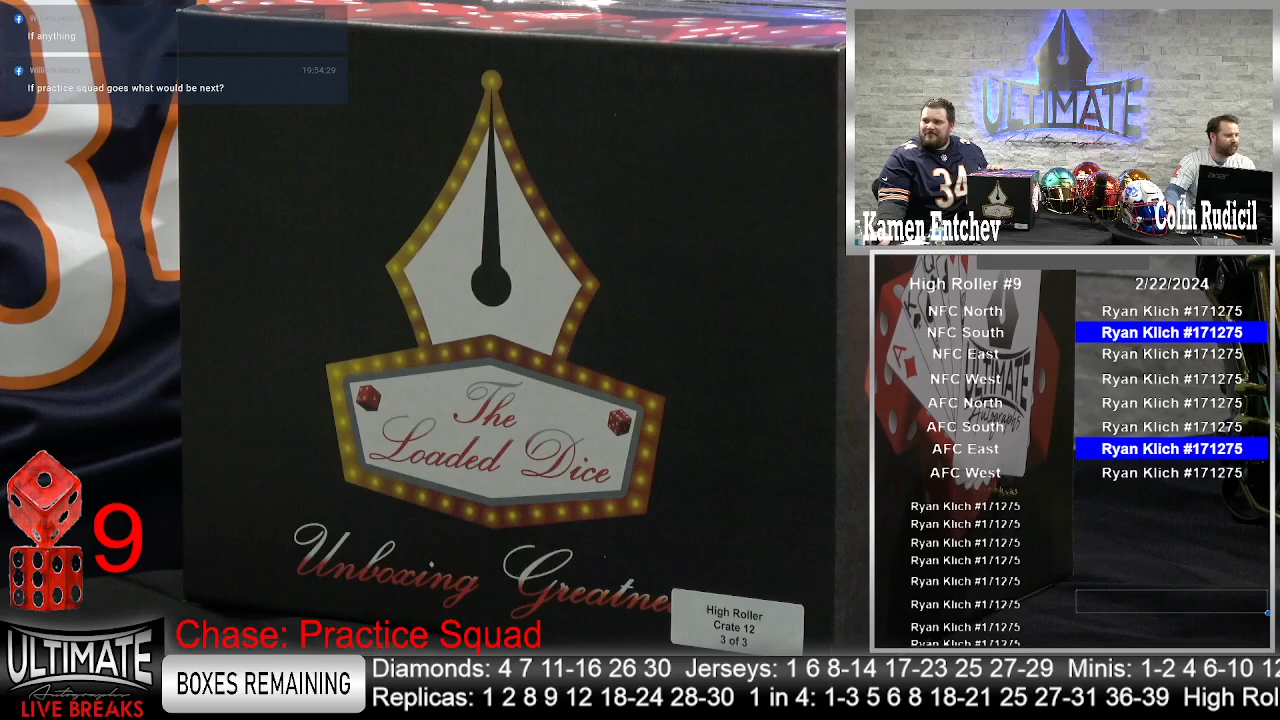 If anything
19:54:29
If practice squad goes what would be next?
ULTIMATE
34
acer
Kamen Entchev
Colin Rudicil
High Roller #9 2/22/2024
NFC North Ryan Klich #171275
NFC South Ryan Klich #171275
NFC East Ryan Klich #171275
NFC West Ryan Klich #171275
AFC North Ryan Klich #171275
AFC South Ryan Klich #171275
AFC East Ryan Klich #171275
AFC West Ryan Klich #171275
Ryan Klich #171275
Ryan Klich #171275
Ryan Klich #171275
Ryan Klich #171275
Ryan Klich #171275
Ryan Klich #171275
Ryan Klich #171275
Ryan Klich #171275
ULTIMATE
Autographs
The
Loaded Dice
Unboxing Greatne
High Roller
Crate 12
3 of 3
9
Chase: Practice Squad
ULTIMATE
Autographs
LIVE BREAKS
BOXES REMAINING
Diamonds: 4 7 11-16 26 30 Jerseys: 1 6 8-14 17-23 25 27-29 Minis: 1-2 4 6-10 12
Replicas: 1 2 8 9 12 18-24 28-30 1 in 4: 1-3 5 6 8 18-21 25 27-31 36-39 High Rol